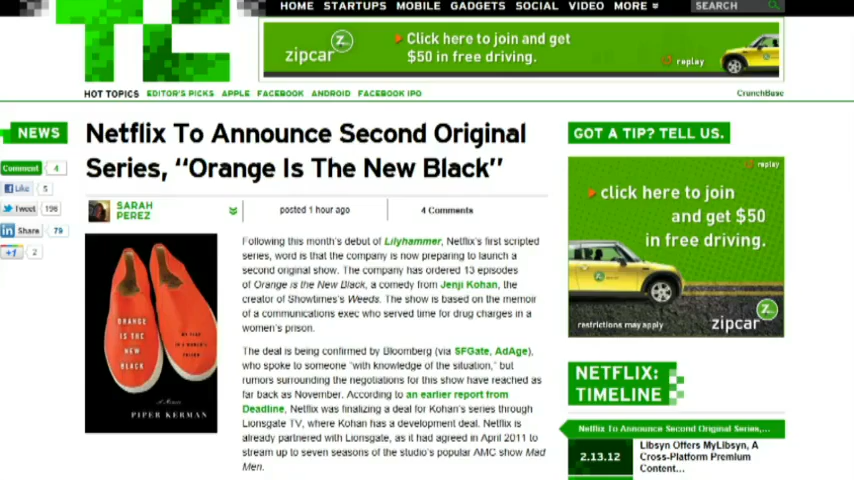 HOME STARTUPS MOBILE GADGETS SOCIAL VIDEO MORE
SEARCH
TC
zipcar
Click here to join and get
$50 in free driving.
replay
HOT TOPICS EDITOR'S PICKS APPLE FACEBOOK ANDROID FACEBOOK IPO
CrunchBase
NEWS
Netflix To Announce Second Original
Series, “Orange Is The New Black”
Comment 4
Like 5
Tweet 196
Share 79
+1 2
SARAH
PEREZ
posted 1 hour ago
4 Comments
ORANGE
IS THE
NEW
BLACK
MY YEAR
IN A WOMEN'S
PRISON
A Memoir
PIPER KERMAN
Following this month's debut of Lilyhammer, Netflix's first scripted
series, word is that the company is now preparing to launch a
second original show. The company has ordered 13 episodes
of Orange is the New Black, a comedy from Jenji Kohan, the
creator of Showtime's Weeds. The show is based on the memoir
of a communications exec who served time for drug charges in a
women's prison.
The deal is being confirmed by Bloomberg (via SFGate, AdAge),
who spoke to someone “with knowledge of the situation,” but
rumors surrounding the negotiations for this show have reached as
far back as November. According to an earlier report from
Deadline, Netflix was finalizing a deal for Kohan's series through
Lionsgate TV, where Kohan has a development deal. Netflix is
already partnered with Lionsgate, as it had agreed in April 2011 to
stream up to seven seasons of the studio's popular AMC show Mad
Men.
GOT A TIP? TELL US.
replay
click here to join
and get $50
in free driving.
restrictions may apply
zipcar
NETFLIX:
TIMELINE
Netflix To Announce Second Original Series,...
2.13.12
Libsyn Offers MyLibsyn, A
Cross-Platform Premium
Content...